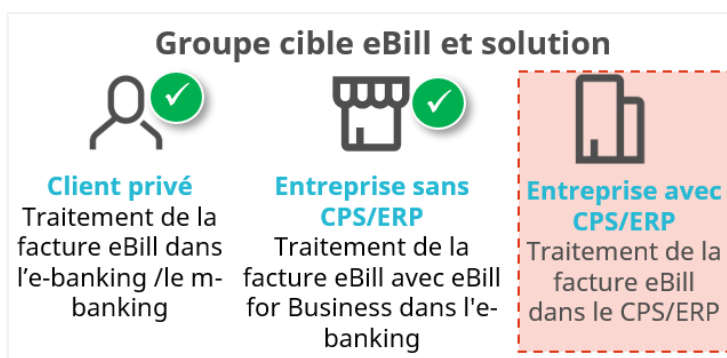 Groupe cible eBill et solution
Client privé
Traitement de la
facture eBill dans
l'e-banking /le m-
banking
Entreprise sans
CPS/ERP
Traitement de la
facture eBill avec eBill
for Business dans l'e-
banking
Entreprise avec
CPS/ERP
Traitement de la
facture eBill
dans le CPS/ERP